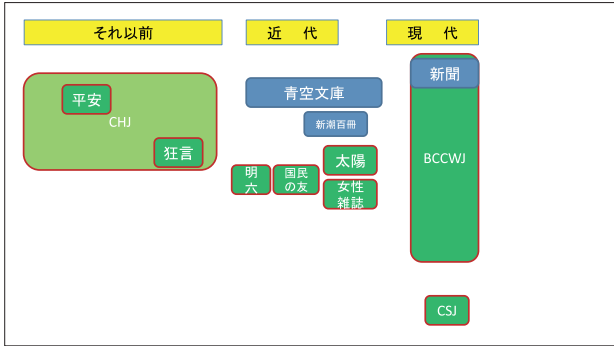 それ以前
近 代
現 代
平安
CHJ
狂言
青空文庫
新潮百冊
太陽
明
六
国民
の友
女性
雑誌
新聞
BCCWJ
CSJ